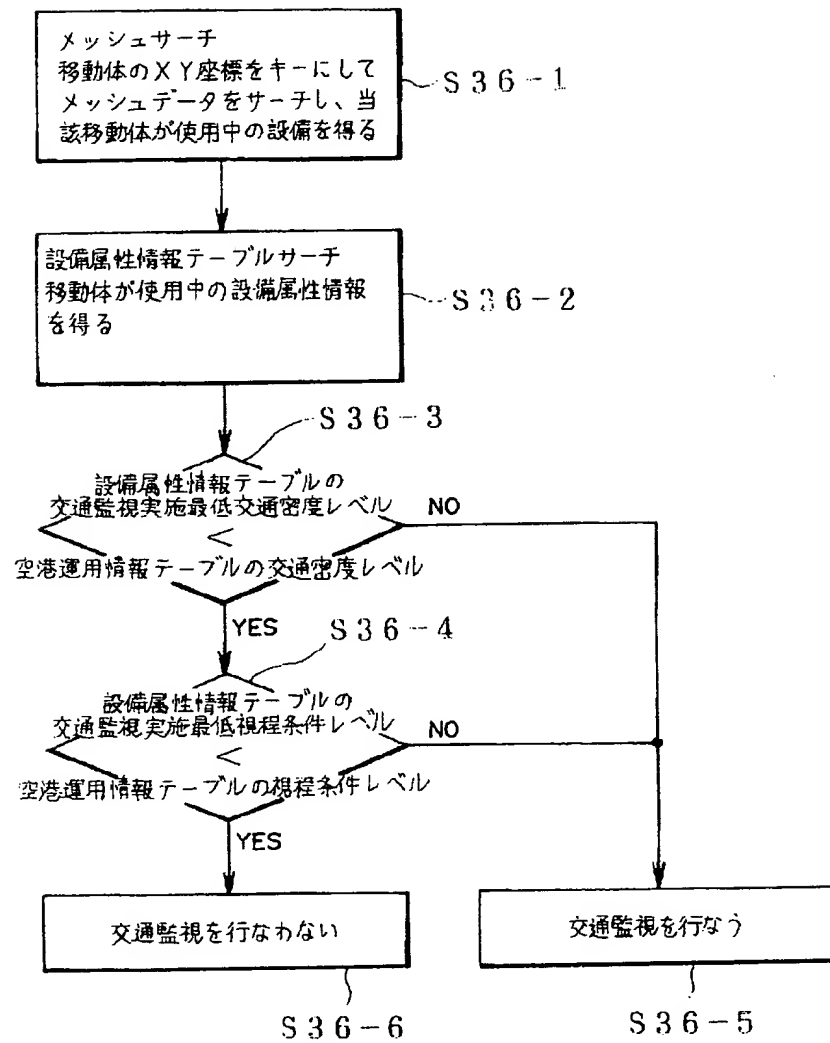 メッシュサーチ
移動体のXY座標をキーにして
メッシュデータをサーチし、当
該移動体が使用中の設備を得る
S36-1
設備属性情報テーブルサーチ
移動体が使用中の設備属性情報
を得る
S36-2
S36-3
設備属性情報テーブルの
交通監視実施最低交通密度レベル
<
空港運用情報テーブルの交通密度レベル
NO
YES
S36-4
設備属性情報テーブルの
交通監視実施最低視程条件レベル
<
空港運用情報テーブルの視程条件レベル
NO
YES
交通監視を行なわない
交通監視を行なう
S36-6
S36-5